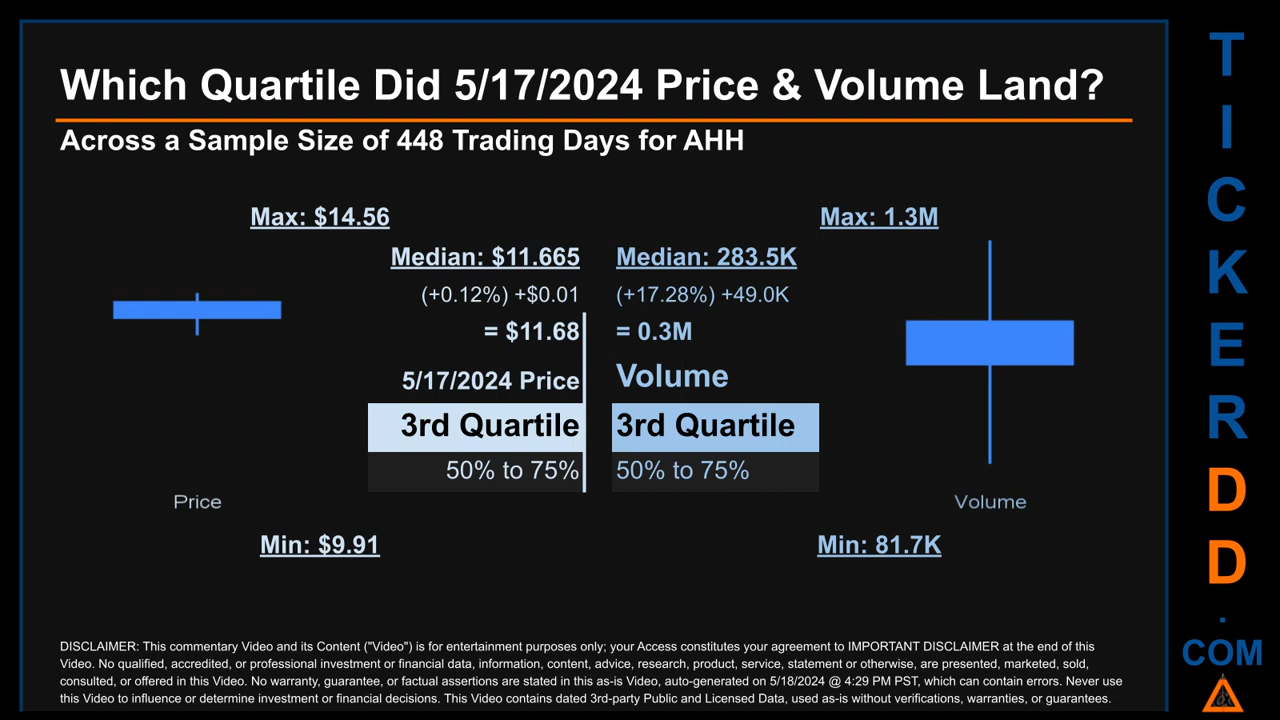 Which Quartile Did 5/17/2024 Price & Volume Land?
Across a Sample Size of 448 Trading Days for AHH
Max: $14.56
Median: $11.665
(+0.12%) +$0.01
= $11.68
5/17/2024 Price
3rd Quartile
50% to 75%
Price
Min: $9.91
Max: 1.3M
Median: 283.5K
(+17.28%) +49.0K
= 0.3M
Volume
3rd Quartile
50% to 75%
Volume
Min: 81.7K
DISCLAIMER: This commentary Video and its Content ("Video") is for entertainment purposes only; your Access constitutes your agreement to IMPORTANT DISCLAIMER at the end of this
Video. No qualified, accredited, or professional investment or financial data, information, content, advice, research, product, service, statement or otherwise, are presented, marketed, sold,
consulted, or offered in this Video. No warranty, guarantee, or factual assertions are stated in this as-is Video, auto-generated on 5/18/2024 @ 4:29 PM PST, which can contain errors. Never use
this Video to influence or determine investment or financial decisions. This Video contains dated 3rd-party Public and Licensed Data, used as-is without verifications, warranties, or guarantees.
T
I
C
K
E
R
D
D
.
COM